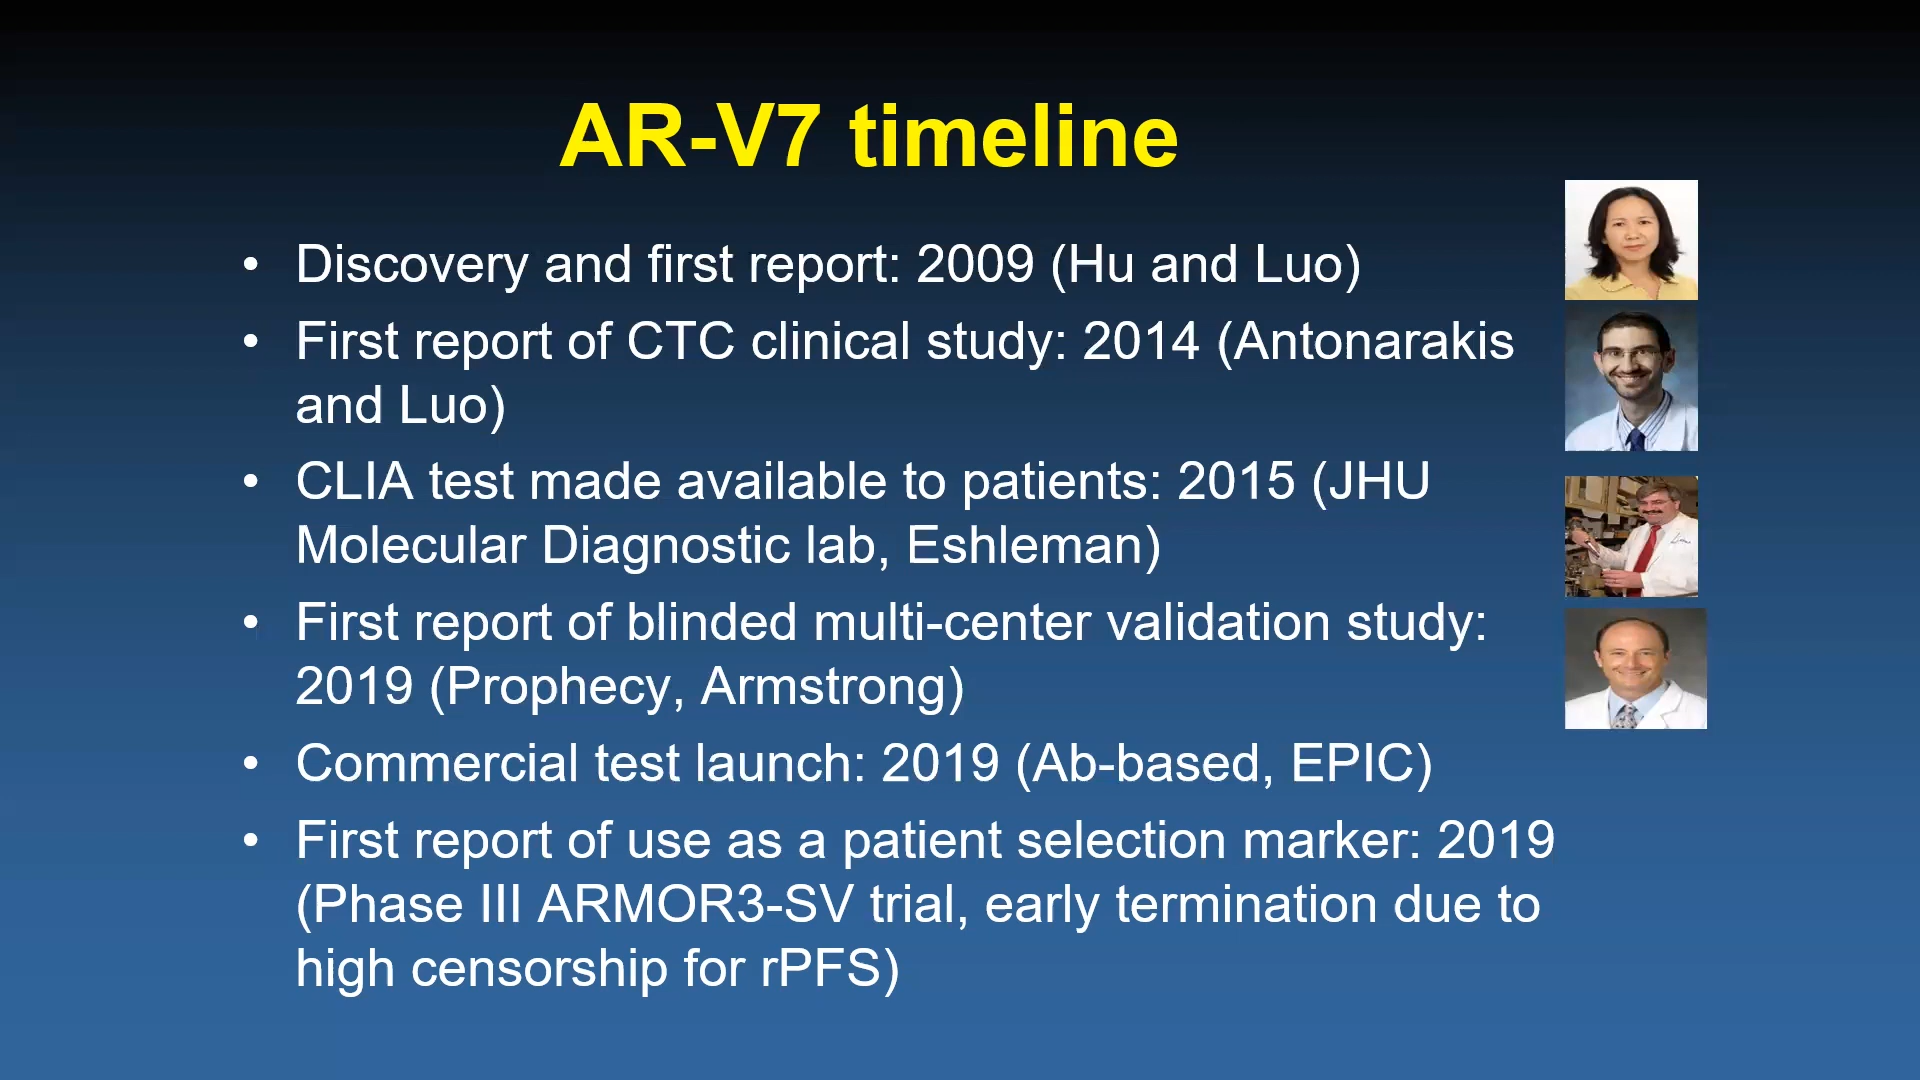 AR-V7 timeline
• Discovery and first report: 2009 (Hu and Luo)
• First report of CTC clinical study: 2014 (Antonarakis
and Luo)
• CLIA test made available to patients: 2015 (JHU
Molecular Diagnostic lab, Eshleman)
• First report of blinded multi-center validation study:
2019 (Prophecy, Armstrong)
• Commercial test launch: 2019 (Ab-based, EPIC)
• First report of use as a patient selection marker: 2019
(Phase III ARMOR3-SV trial, early termination due to
high censorship for rPFS)